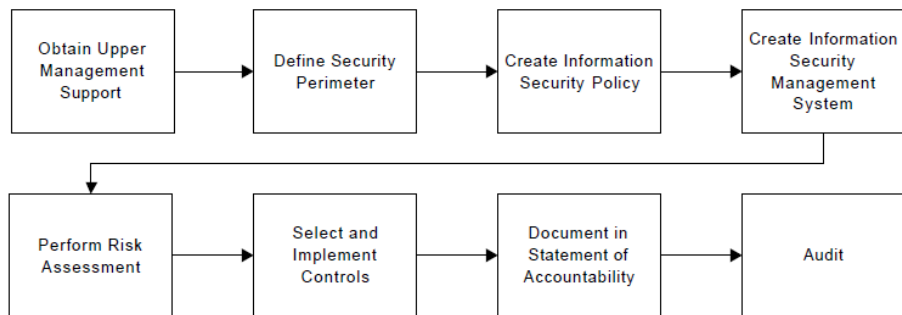 Obtain Upper
Management
Support
Define Security
Perimeter
Create Information
Security Policy
Create Information
Security
Management
System
Perform Risk
Assessment
Select and
Implement
Controls
Document in
Statement of
Accountability
Audit